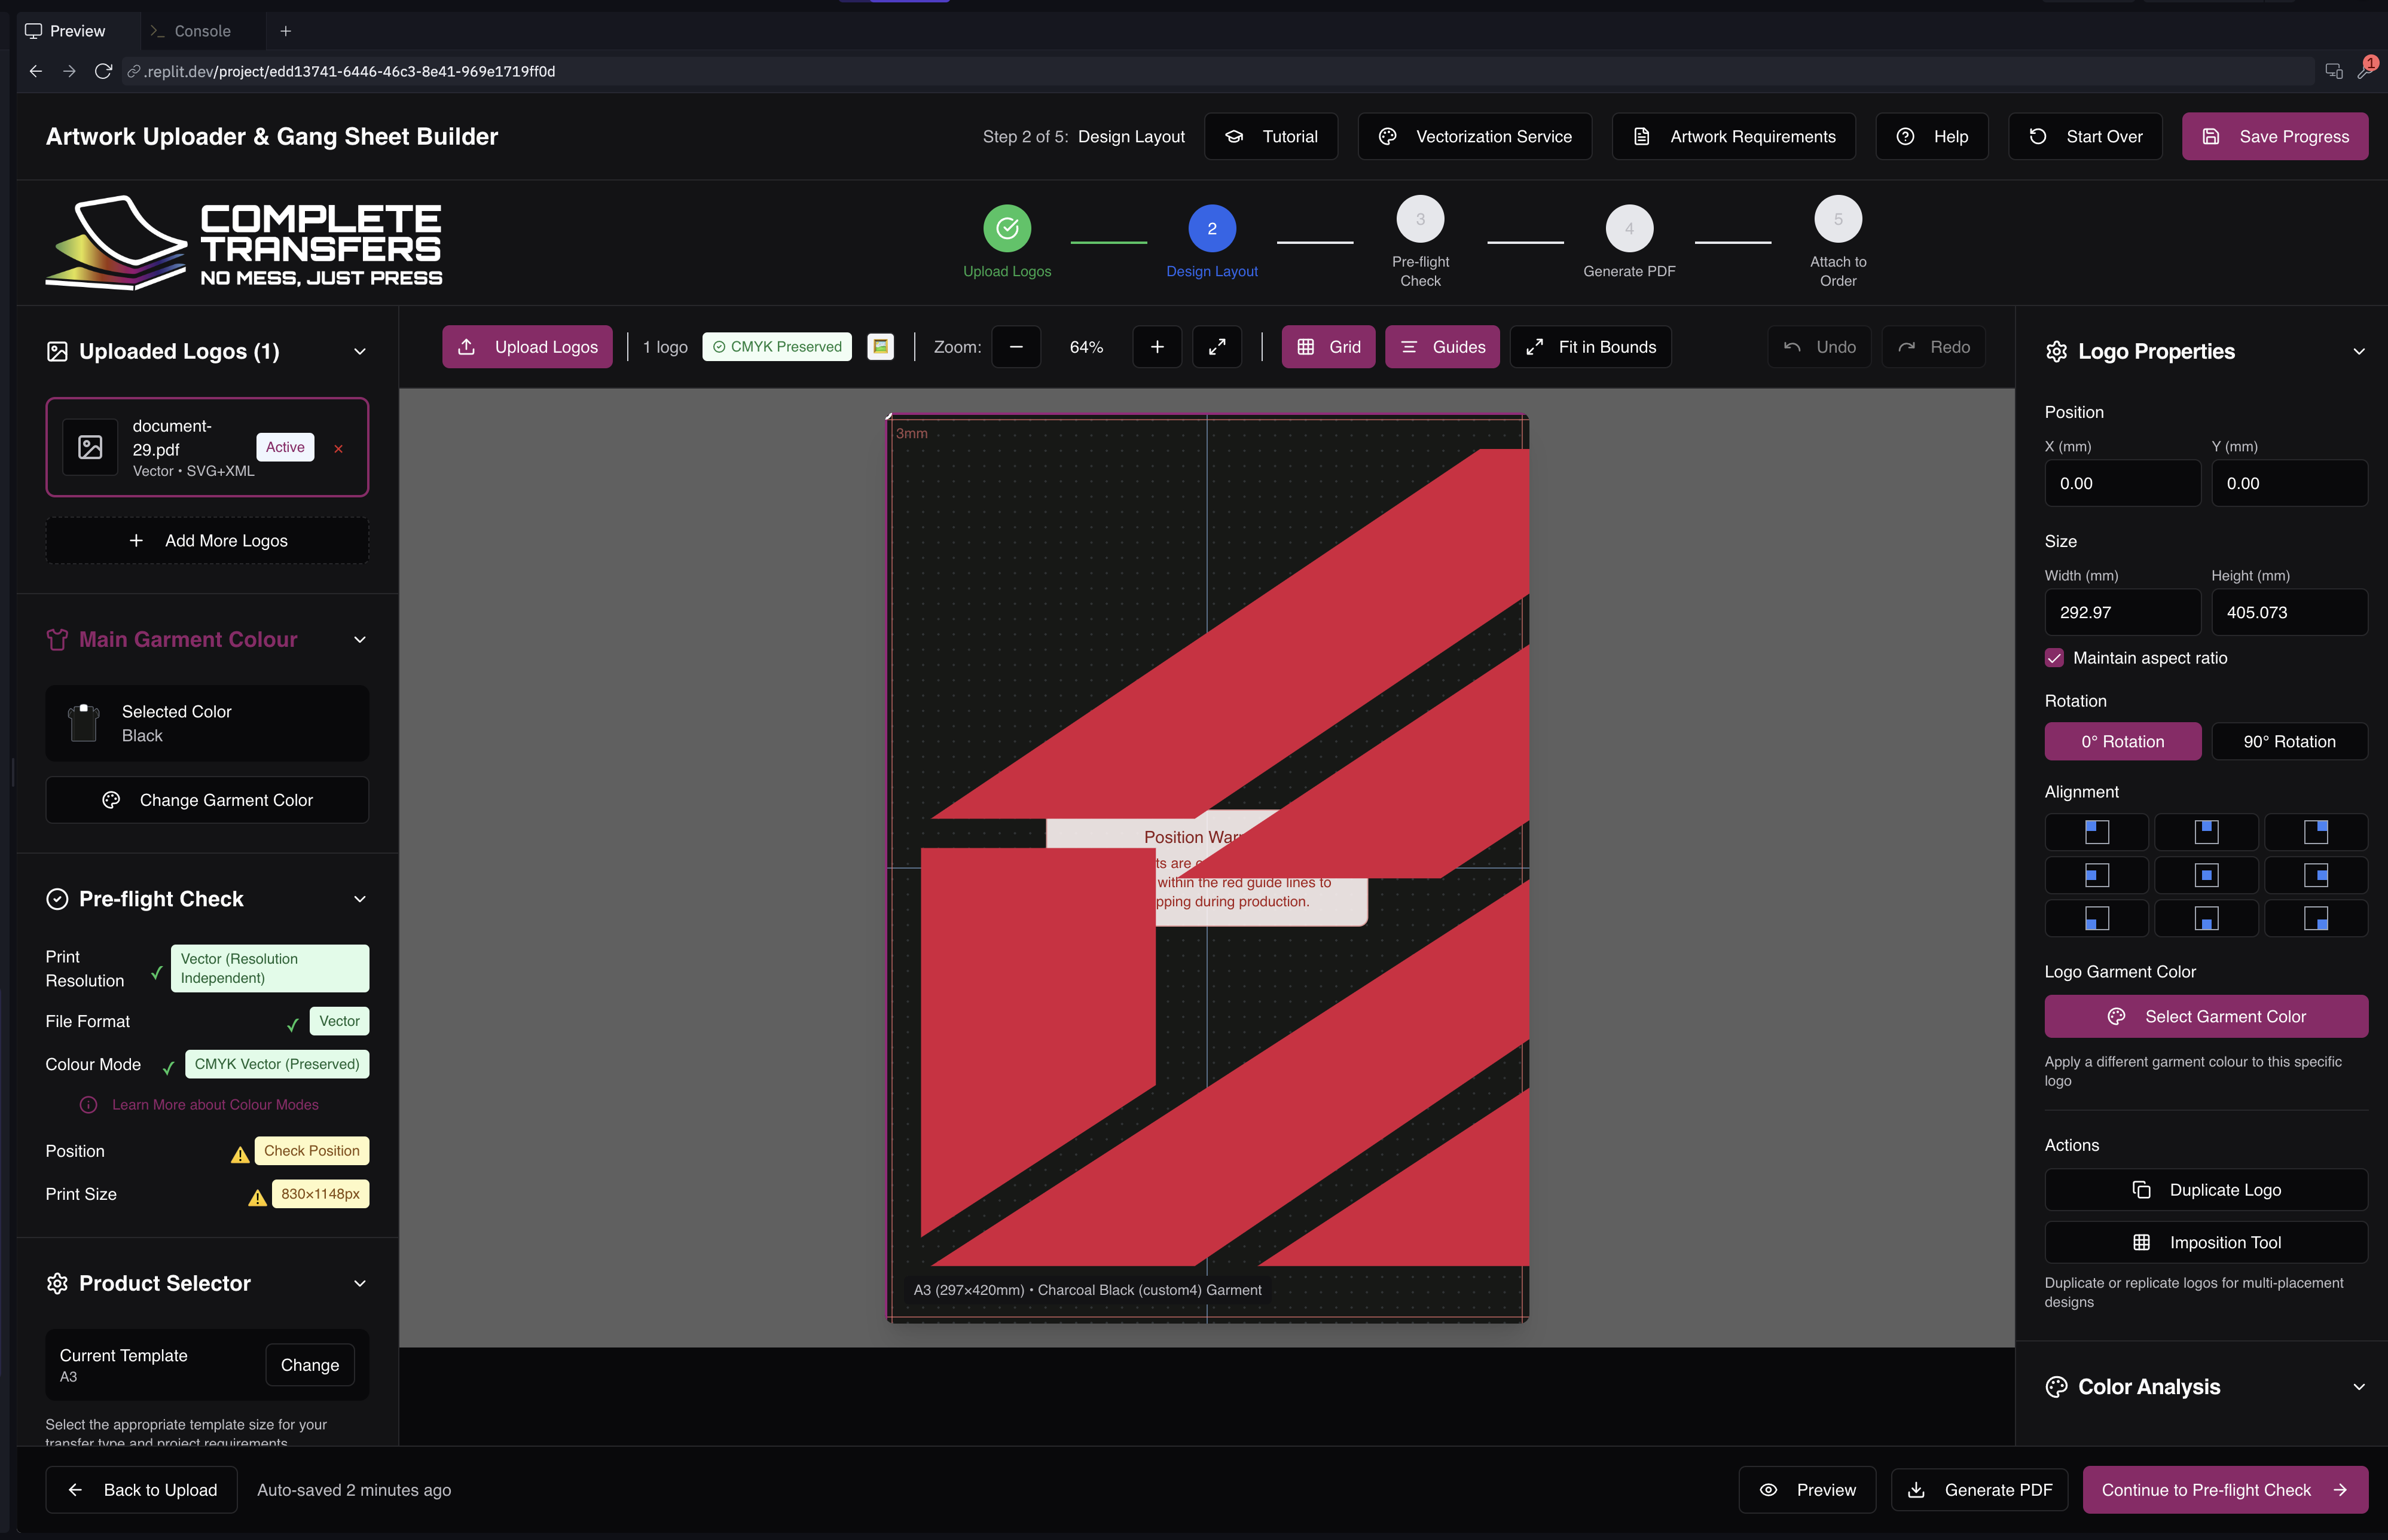 Preview
Console
.replit.dev/project/edd13741-6446-46c3-8e41-969e1719ff0d
1
Artwork Uploader & Gang Sheet Builder
Step 2 of 5: Design Layout
Tutorial
Vectorization Service
Artwork Requirements
Help
Start Over
Save Progress
COMPLETE
TRANSFERS
NO MESS, JUST PRESS
Upload Logos
2
Design Layout
3
Pre-flight
Check
4
Generate PDF
5
Attach to
Order
Uploaded Logos (1)
document-
29.pdf
Vector • SVG+XML
Active
Add More Logos
Main Garment Colour
Selected Color
Black
Change Garment Color
Pre-flight Check
Print
Resolution
Vector (Resolution
Independent)
File Format
Vector
Colour Mode
CMYK Vector (Preserved)
Learn More about Colour Modes
Position
Check Position
Print Size
830×1148px
Product Selector
Current Template
A3
Change
Select the appropriate template size for your
transfer type and project requirements
Upload Logos
1 logo
CMYK Preserved
Zoom:
64%
Grid
Guides
Fit in Bounds
Undo
Redo
3mm
Position
are
within the red guide lines to
during production.
A3 (297×420mm) • Charcoal Black (custom4) Garment
Logo Properties
Position
X (mm)
Y (mm)
0.00
0.00
Size
Width (mm)
Height (mm)
292.97
405.073
Maintain aspect ratio
Rotation
0° Rotation
90° Rotation
Alignment
Logo Garment Color
Select Garment Color
Apply a different garment colour to this specific
logo
Actions
Duplicate Logo
Imposition Tool
Duplicate or replicate logos for multi-placement
designs
Color Analysis
Back to Upload
Auto-saved 2 minutes ago
Preview
Generate PDF
Continue to Pre-flight Check